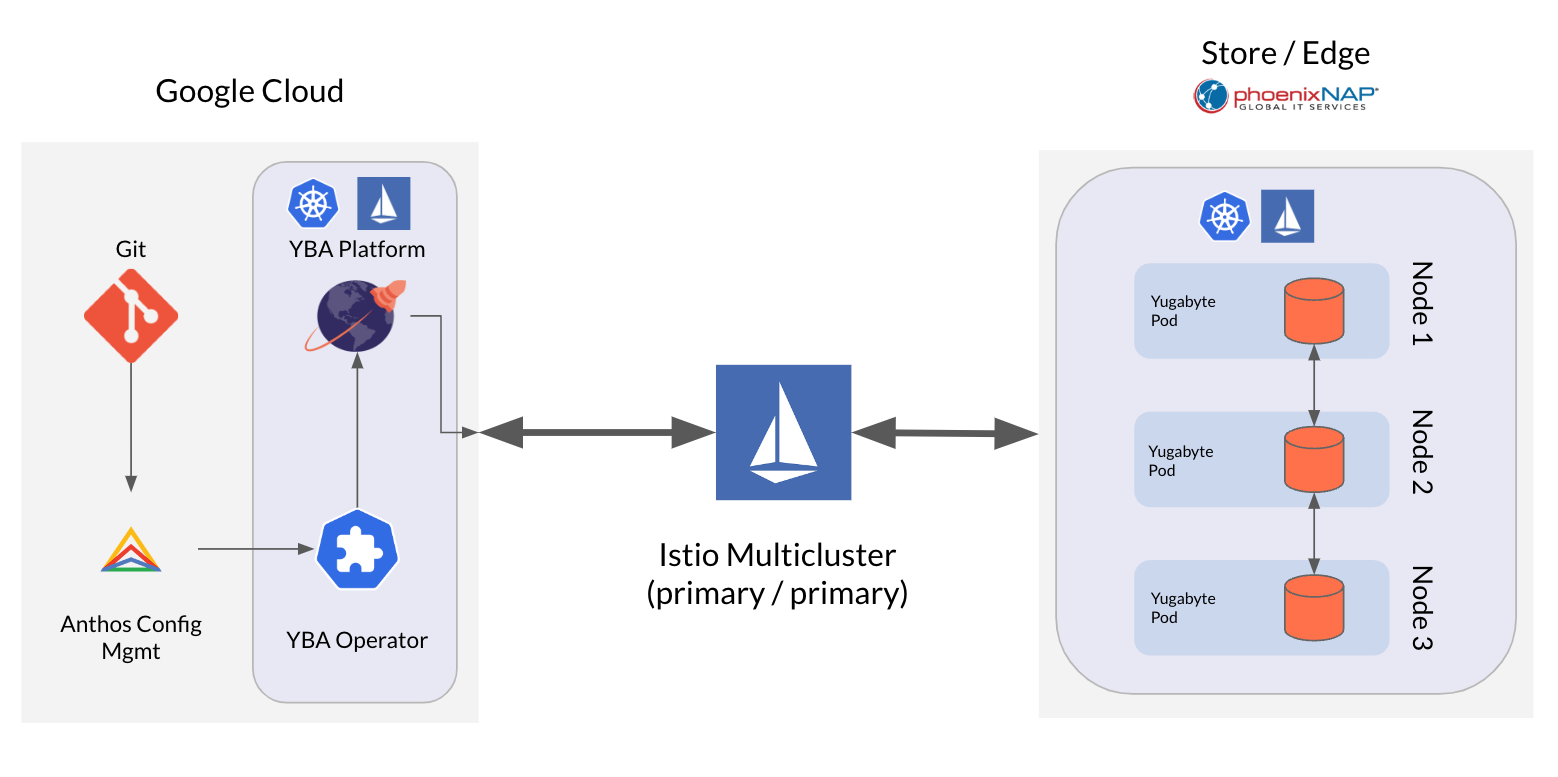 Google Cloud
Store / Edge
phoenixNAP®
GLOBAL IT SERVICES
Git
YBA Platform
Anthos Config
Mgmt
YBA Operator
Istio Multicluster
(primary / primary)
Yugabyte
Pod
Node 1
Yugabyte
Pod
Node 2
Yugabyte
Pod
Node 3